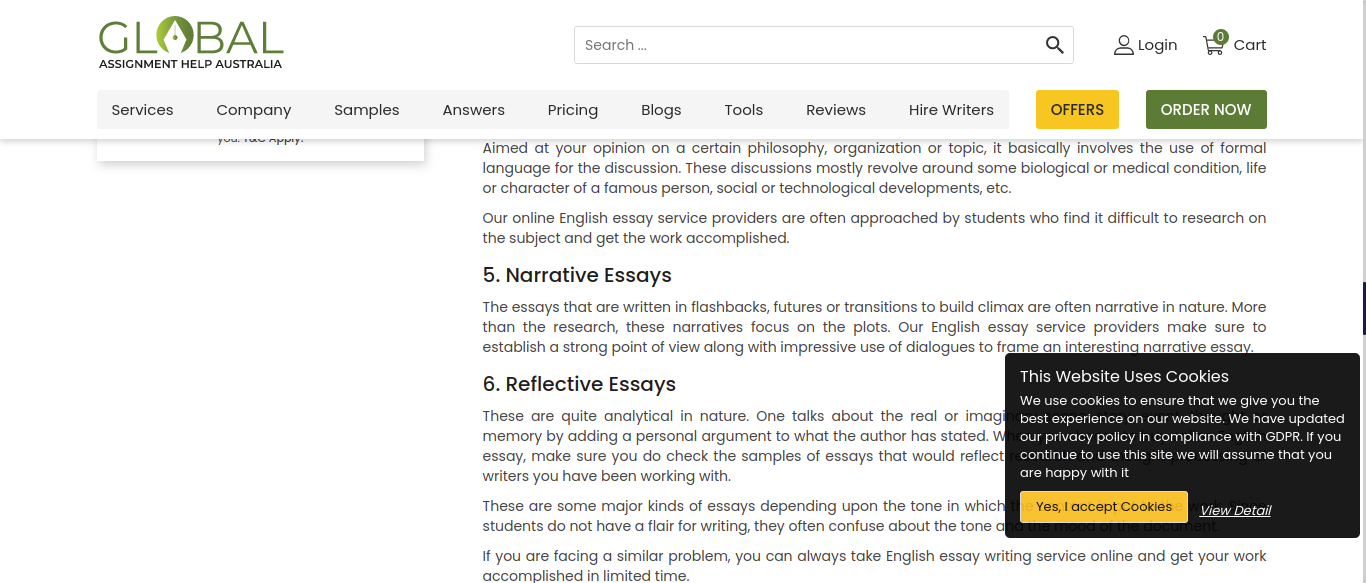 GLOBAL
ASSIGNMENT HELP AUSTRALIA
Search ...
Login
0
Cart
Services
Company
Samples
Answers
Pricing
Blogs
Tools
Reviews
Hire Writers
OFFERS
ORDER NOW
you. T&C Apply.
Aimed at your opinion on a certain philosophy, organization or topic, it basically involves the use of formal
language for the discussion. These discussions mostly revolve around some biological or medical condition, life
or character of a famous person, social or technological developments, etc.
Our online English essay service providers are often approached by students who find it difficult to research on
the subject and get the work accomplished.
5. Narrative Essays
The essays that are written in flashbacks, futures or transitions to build climax are often narrative in nature. More
than the research, these narratives focus on the plots. Our English essay service providers make sure to
establish a strong point of view along with impressive use of dialogues to frame an interesting narrative essay.
6. Reflective Essays
These are quite analytical in nature. One talks about the real or
memory by adding a personal argument to what the author has stated.
essay, make sure you do check the samples of essays that would reflect
writers you have been working with.
These are some major kinds of essays depending upon the tone in which
students do not have a flair for writing, they often confuse about the tone and the mood of the document.
If you are facing a similar problem, you can always take English essay writing service online and get your work
accomplished in limited time.
This Website Uses Cookies
We use cookies to ensure that we give you the
best experience on our website. We have updated
our privacy policy in compliance with GDPR. If you
continue to use this site we will assume that you
are happy with it
Yes, I accept Cookies
View Detail